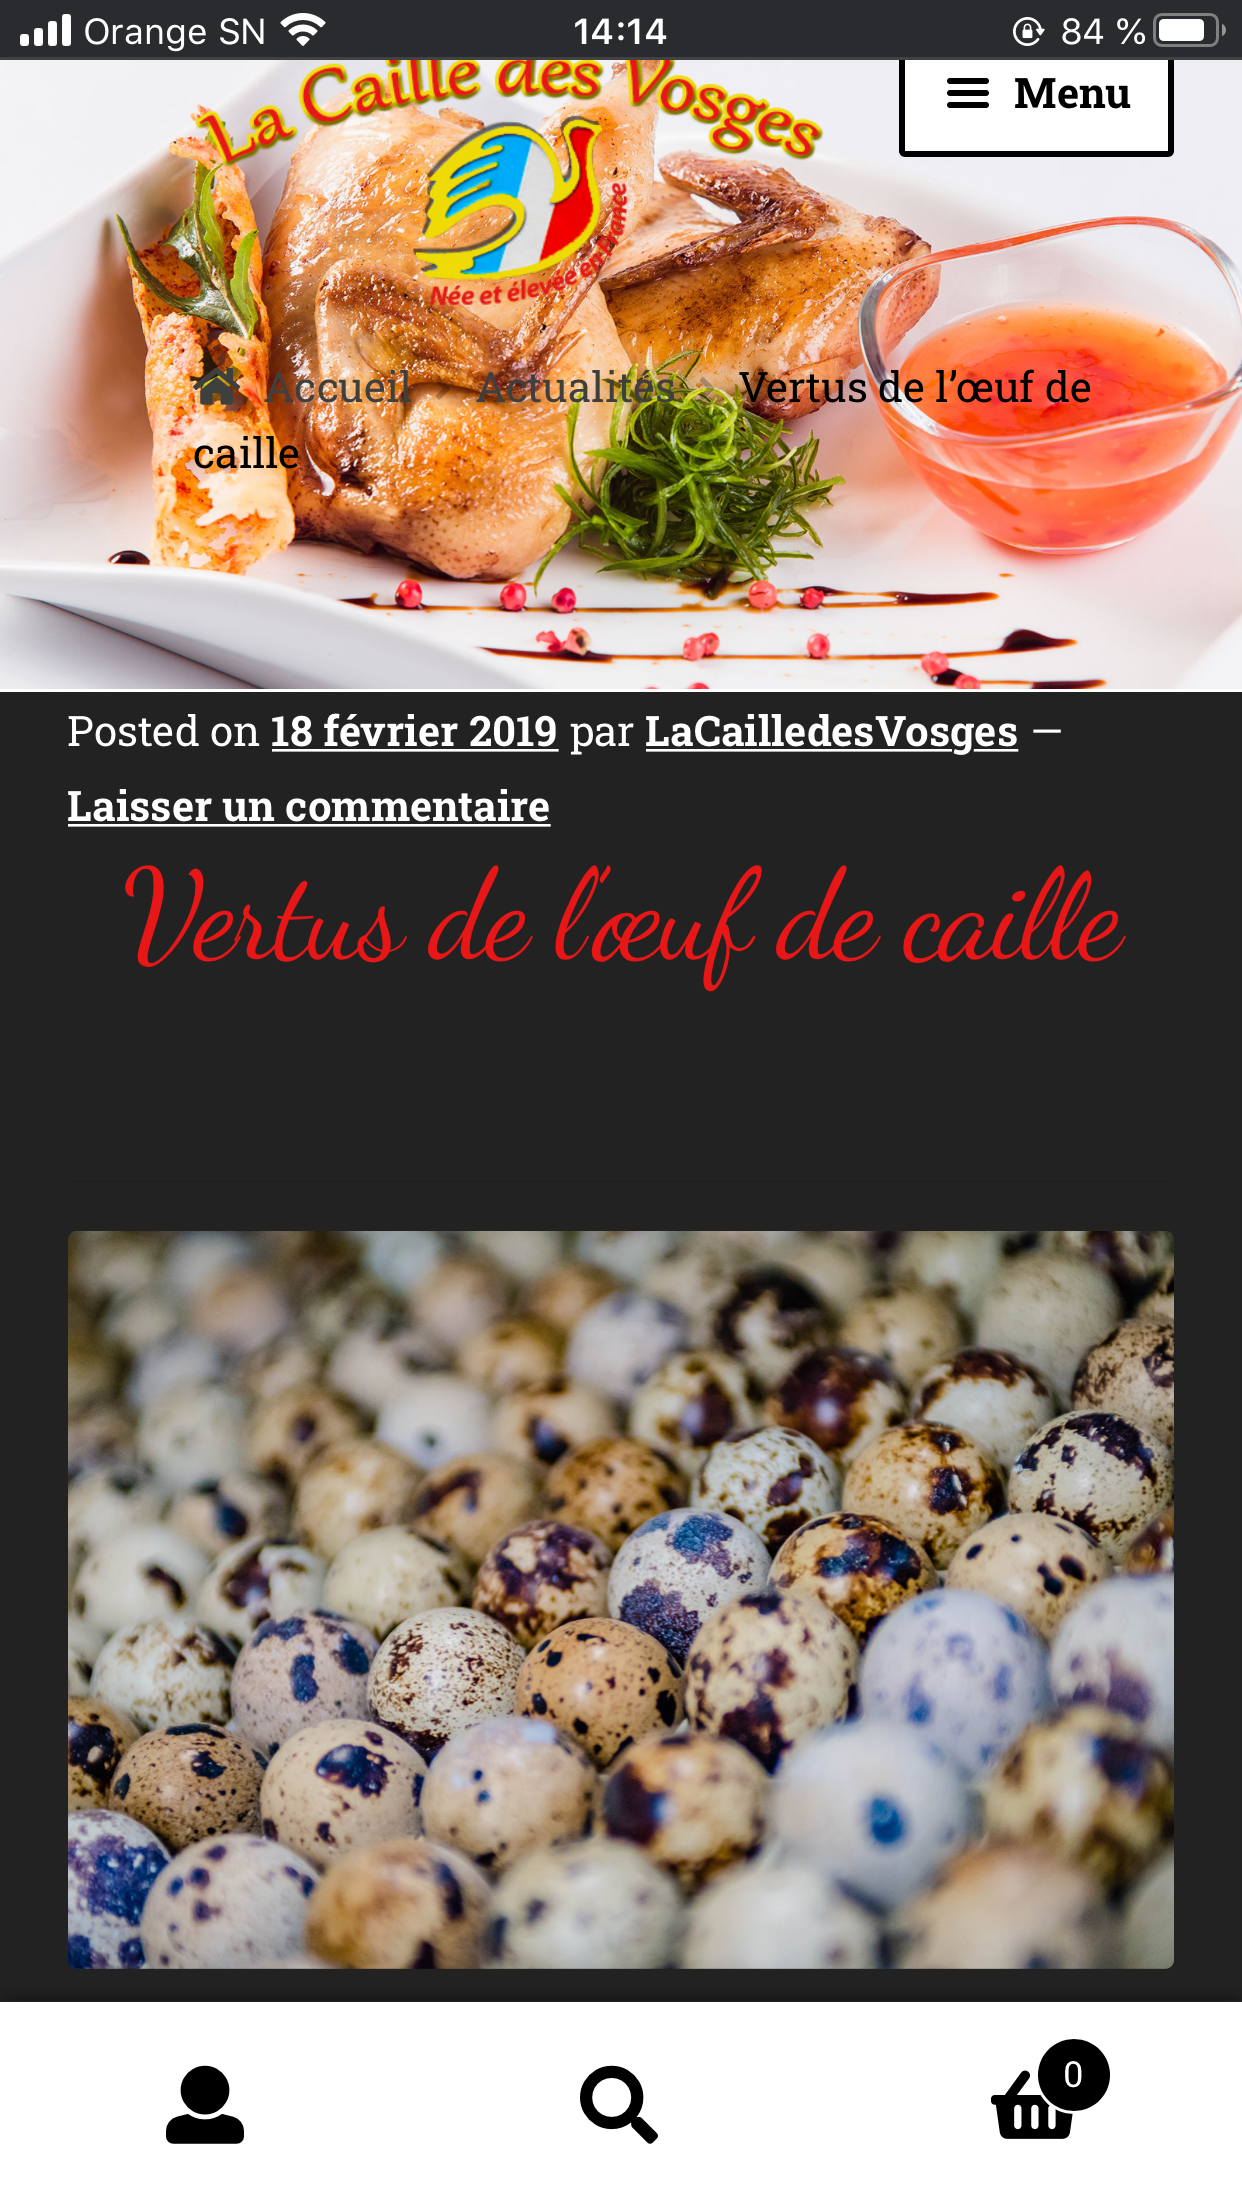 Orange SN
14:14
84 %
La Caille des Vosges
Née et élevée en France
Menu
Accueil Actualités Vertus de l’œuf de
caille
Posted on 18 février 2019 par LaCailledesVosges —
Laisser un commentaire
Vertus de l’œuf de caille
0